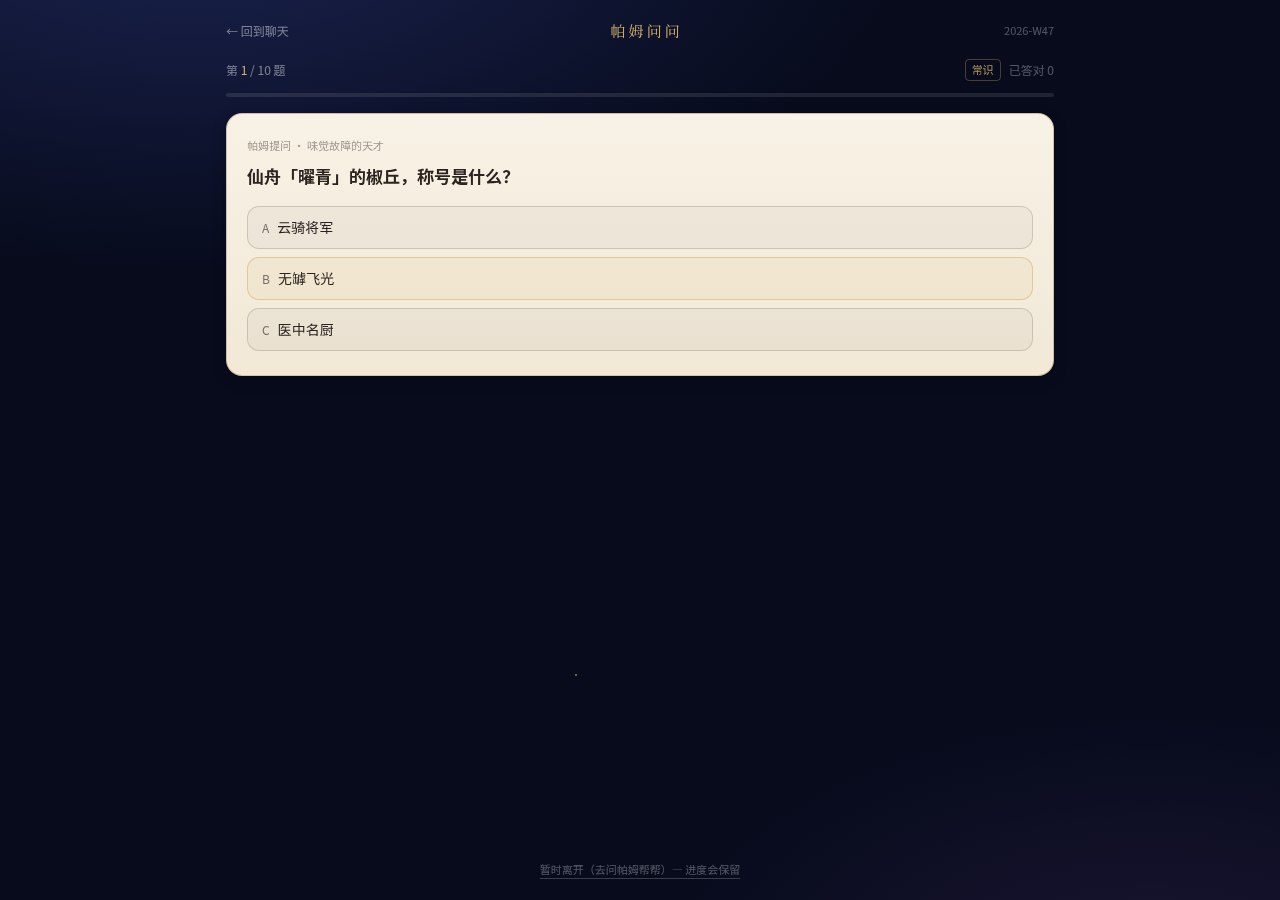 ← 回到聊天
帕姆问问
2026-W47
第 1 / 10 题
常识 已答对 0
帕姆提问 · 味觉故障的天才
仙舟「曜青」的椒丘，称号是什么？
A 云骑将军
B 无罅飞光
C 医中名厨
暂时离开（去问帕姆帮帮）— 进度会保留